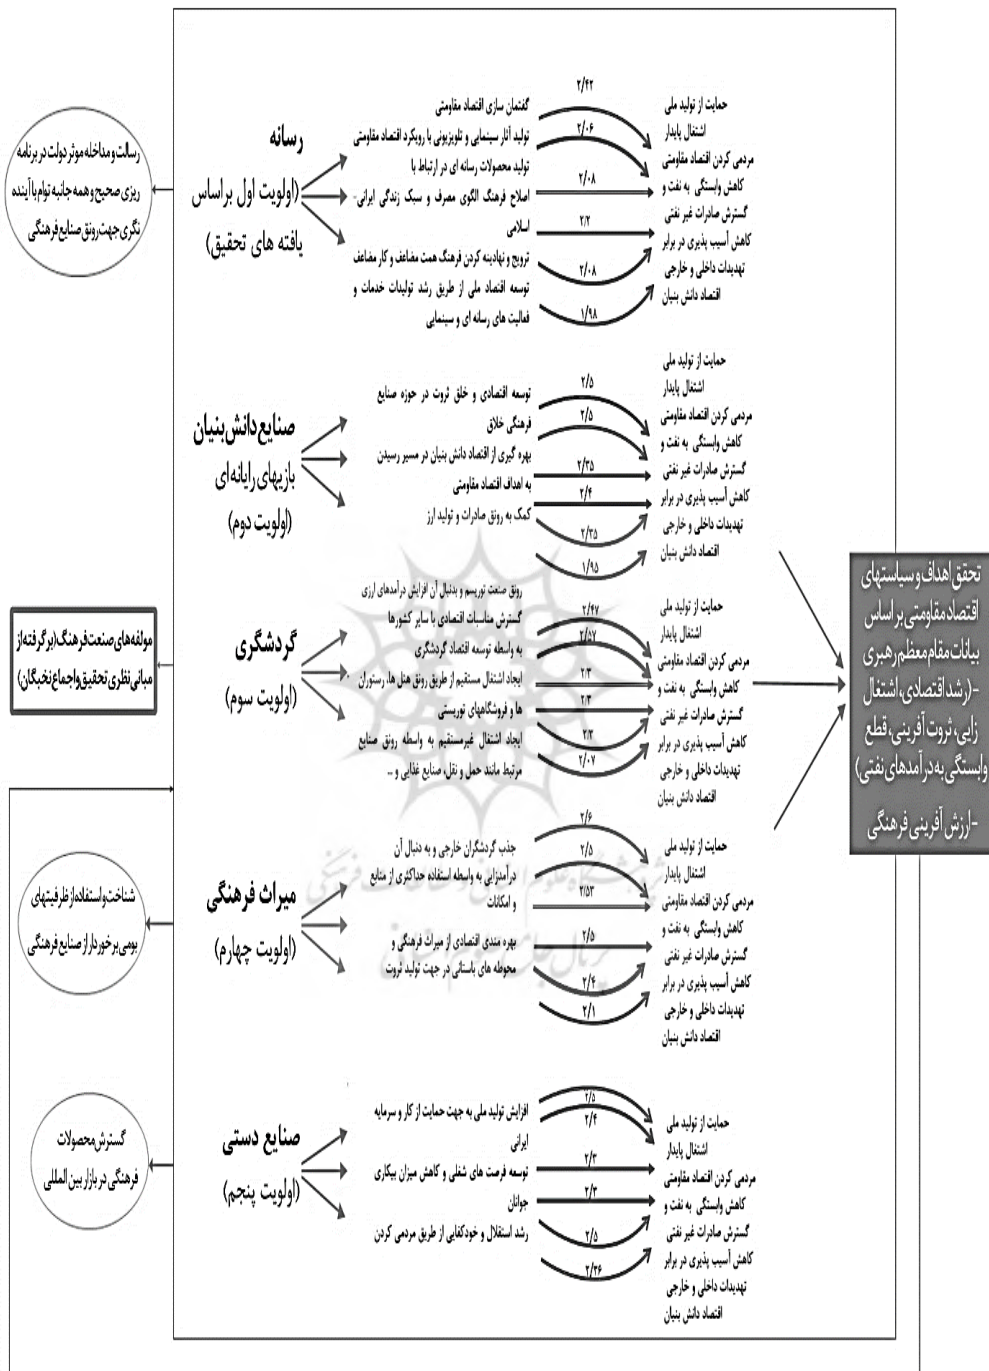 رسالت و مداخله موثر دولت در برنامه
ریزی صحیح و همه جانبه توام با آینده
نگری جهت رونق صنایع فرهنگی
مولفه های صنعت فرهنگ (برگرفته از
مبانی نظری تحقیق و اجماع نخبگان)
شناخت و استفاده از ظرفیتهای
بومی برخوردار از صنایع فرهنگی
گسترش محصولات
فرهنگی در بازار بین المللی
رسانه
(اولویت اول براساس
یافته های تحقیق)
گفتمان سازی اقتصاد مقاومتی
تولید آثار سینمایی و تلویزیونی با رویکرد اقتصاد مقاومتی
تولید محصولات رسانه ای در ارتباط با
اصلاح فرهنگ الگوی مصرف و سبک زندگی ایرانی-
اسلامی
ترویج و نهادینه کردن فرهنگ همت مضاعف و کار مضاعف
توسعه اقتصاد ملی از طریق رشد تولیدات خدمات و
فعالیت های رسانه ای و سینمایی
۲/۴۲
۲/۰۶
۲/۰۸
۲/۲
۲/۰۸
۱/۹۸
حمایت از تولید ملی
اشتغال پایدار
مردمی کردن اقتصاد مقاومتی
کاهش وابستگی به نفت و
گسترش صادرات غیر نفتی
کاهش آسیب پذیری در برابر
تهدیدات داخلی و خارجی
اقتصاد دانش بنیان
صنایع دانش بنیان
بازیهای رایانه ای
(اولویت دوم)
توسعه اقتصادی و خلق ثروت در حوزه صنایع
فرهنگی خلاق
بهره گیری از اقتصاد دانش بنیان در مسیر رسیدن
به اهداف اقتصاد مقاومتی
کمک به رونق صادرات و تولید ارز
۲/۵
۲/۵
۲/۳۵
۲/۴
۲/۳۵
۱/۹۵
حمایت از تولید ملی
اشتغال پایدار
مردمی کردن اقتصاد مقاومتی
کاهش وابستگی به نفت و
گسترش صادرات غیر نفتی
کاهش آسیب پذیری در برابر
تهدیدات داخلی و خارجی
اقتصاد دانش بنیان
گردشگری
(اولویت سوم)
رونق صنعت توریسم و بدنبال آن افزایش درآمدهای ارزی
گسترش مناسبات اقتصادی با سایر کشورها
به واسطه توسعه اقتصاد گردشگری
ایجاد اشتغال مستقیم از طریق رونق هتل ها، رستوران
ها و فروشگاههای توریستی
ایجاد اشتغال غیرمستقیم به واسطه رونق صنایع
مرتبط مانند حمل و نقل، صنایع غذایی و ...
۲/۴۷
۲/۵۷
۲/۳
۲/۳
۲/۳
۲/۰۷
حمایت از تولید ملی
اشتغال پایدار
مردمی کردن اقتصاد مقاومتی
کاهش وابستگی به نفت و
گسترش صادرات غیر نفتی
کاهش آسیب پذیری در برابر
تهدیدات داخلی و خارجی
اقتصاد دانش بنیان
میراث فرهنگی
(اولویت چهارم)
جذب گردشگران خارجی و به دنبال آن
درآمدزایی به واسطه استفاده حداکثری از منابع
و امکانات
بهره مندی اقتصادی از میراث فرهنگی و
محوطه های باستانی در جهت تولید ثروت
۲/۶
۲/۵
۲/۵۳
۲/۵
۲/۴
۲/۱
حمایت از تولید ملی
اشتغال پایدار
مردمی کردن اقتصاد مقاومتی
کاهش وابستگی به نفت و
گسترش صادرات غیر نفتی
کاهش آسیب پذیری در برابر
تهدیدات داخلی و خارجی
اقتصاد دانش بنیان
صنایع دستی
(اولویت پنجم)
افزایش تولید ملی به جهت حمایت از کار و سرمایه
ایرانی
توسعه فرصت های شغلی و کاهش میزان بیکاری
جوانان
رشد استقلال و خودکفایی از طریق مردمی کردن
۲/۵
۲/۴
۲/۳
۲/۳
۲/۵
۲/۳۶
حمایت از تولید ملی
اشتغال پایدار
مردمی کردن اقتصاد مقاومتی
کاهش وابستگی به نفت و
گسترش صادرات غیر نفتی
کاهش آسیب پذیری در برابر
تهدیدات داخلی و خارجی
اقتصاد دانش بنیان
تحقق اهداف و سیاستهای
اقتصاد مقاومتی بر اساس
بیانات مقام معظم رهبری
-(رشد اقتصادی، اشتغال
زایی، ثروت آفرینی، قطع
وابستگی به درآمدهای نفتی)
-ارزش آفرینی فرهنگی
پژوهشگاه علوم انسانی و مطالعات فرهنگی
پرتال جامع علوم انسانی